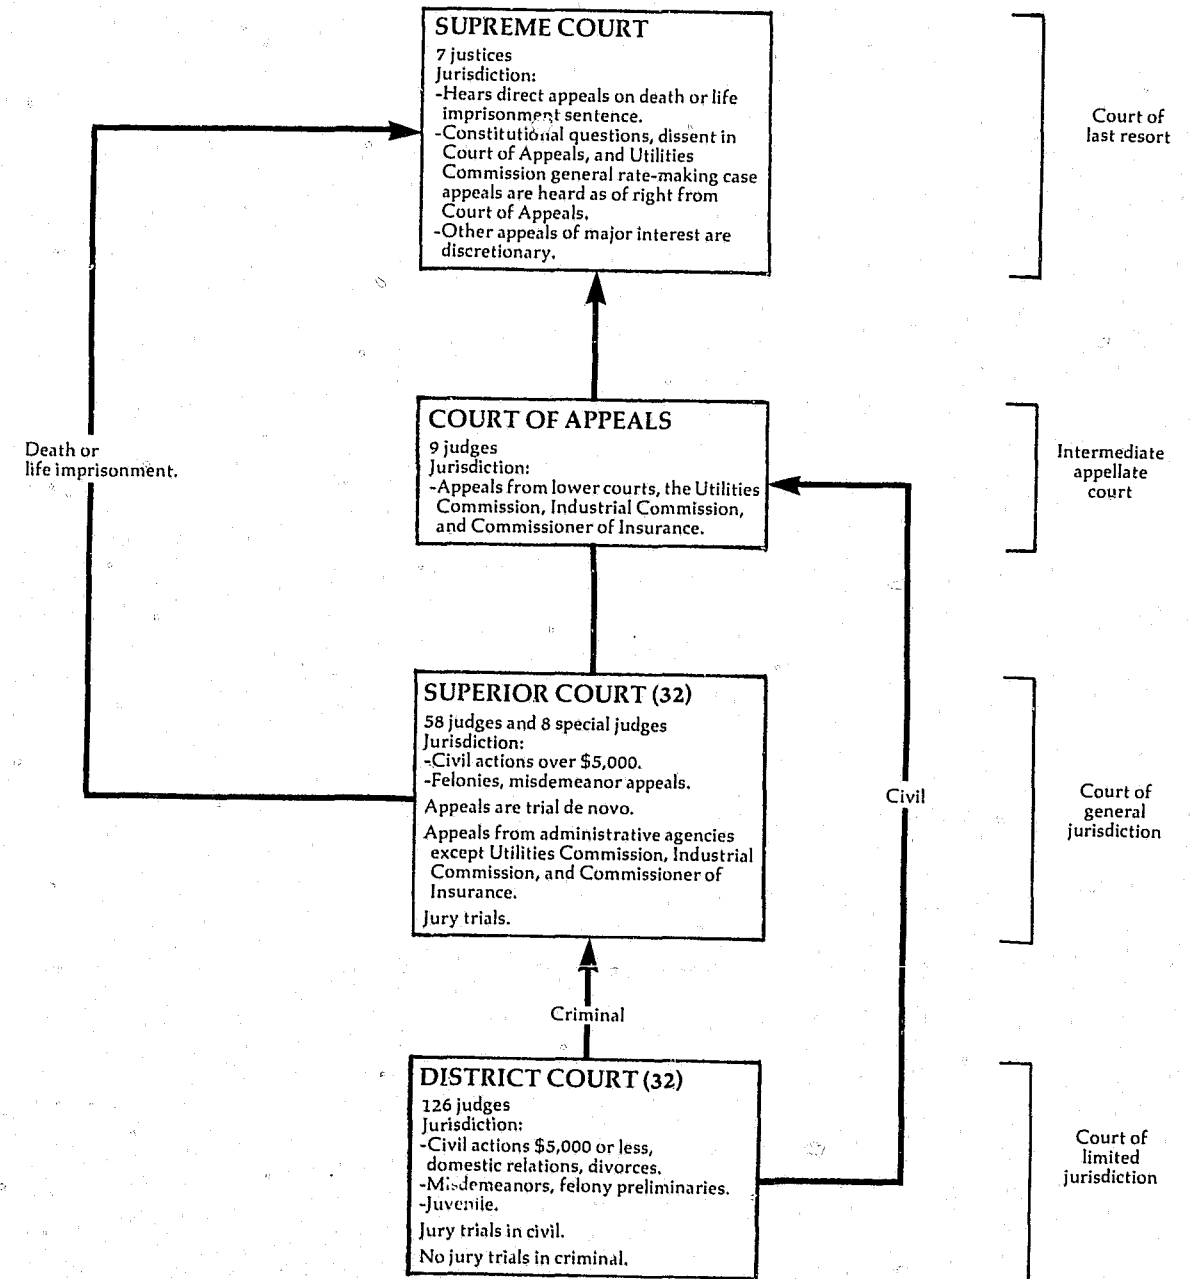 SUPREME COURT
7 justices
Jurisdiction:
-Hears direct appeals on death or life
imprisonment sentence.
-Constitutional questions, dissent in
Court of Appeals, and Utilities
Commission general rate-making case
appeals are heard as of right from
Court of Appeals.
-Other appeals of major interest are
discretionary.
Court of
last resort
Death or
life imprisonment.
COURT OF APPEALS
9 judges
Jurisdiction:
-Appeals from lower courts, the Utilities
Commission, Industrial Commission,
and Commissioner of Insurance.
Intermediate
appellate
court
SUPERIOR COURT (32)
58 judges and 8 special judges
Jurisdiction:
-Civil actions over $5,000.
-Felonies, misdemeanor appeals.
Appeals are trial de novo.
Appeals from administrative agencies
except Utilities Commission, Industrial
Commission, and Commissioner of
Insurance.
Jury trials.
Civil
Court of
general
jurisdiction
Criminal
DISTRICT COURT (32)
126 judges
Jurisdiction:
-Civil actions $5,000 or less,
domestic relations, divorces.
-Misdemeanors, felony preliminaries.
-Juvenile.
Jury trials in civil.
No jury trials in criminal.
Court of
limited
jurisdiction